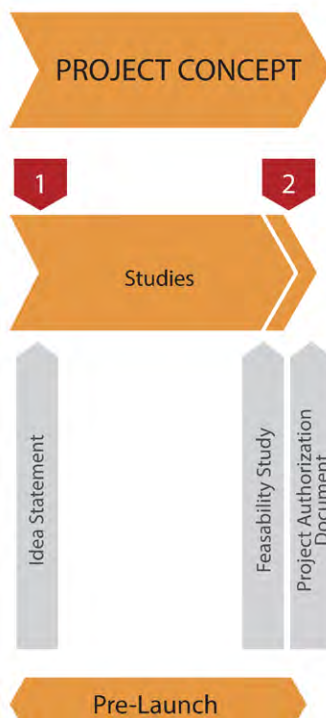 PROJECT CONCEPT
1
2
Studies
Idea Statement
Feasability Study
Project Authorization
Document
Pre-Launch